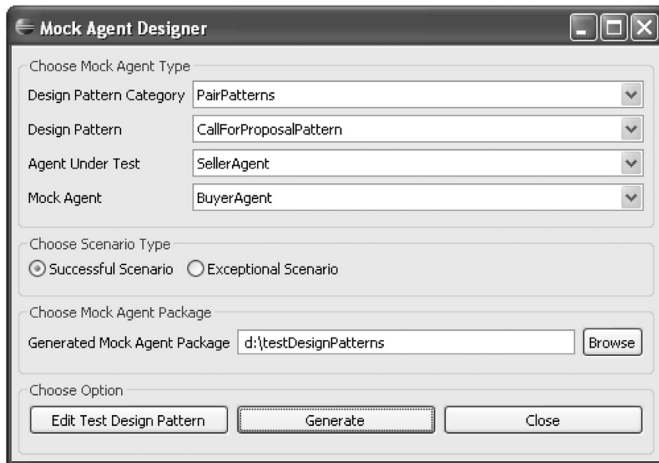 Mock Agent Designer
Choose Mock Agent Type
Design Pattern Category PairPatterns
Design Pattern CallForProposalPattern
Agent Under Test SellerAgent
Mock Agent BuyerAgent
Choose Scenario Type
Successful Scenario Exceptional Scenario
Choose Mock Agent Package
Generated Mock Agent Package d:\testDesignPatterns Browse
Choose Option
Edit Test Design Pattern Generate Close